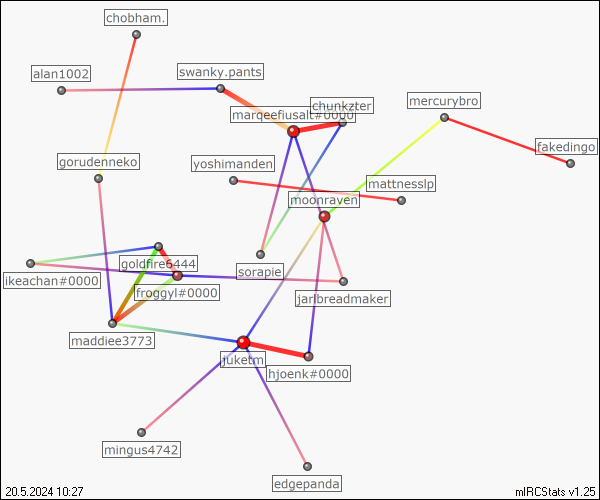 chobham.
swanky.pants
alan1002
mercurybro
chunkzter
marqeefiusalt#0000
fakedingo
gorudenneko
yoshimanden
mattnesslp
moonraven
goldfire6444
sorapie
ikeachan#0000
froggyl#0000
jarlbreadmaker
maddiee3773
juketm
hjoenk#0000
mingus4742
edgepanda
20.5.2024 10:27
mIRCStats v1.25